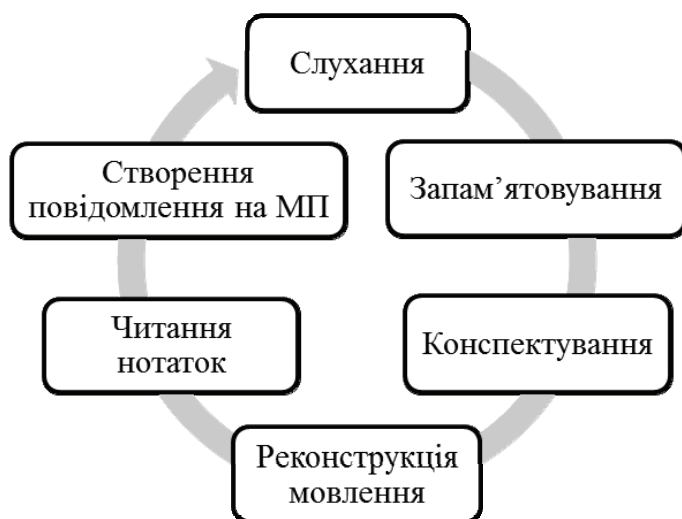 Слухання
Запам’ятовування
Конспектування
Реконструкція
мовлення
Читання
нотаток
Створення
повідомлення на МП